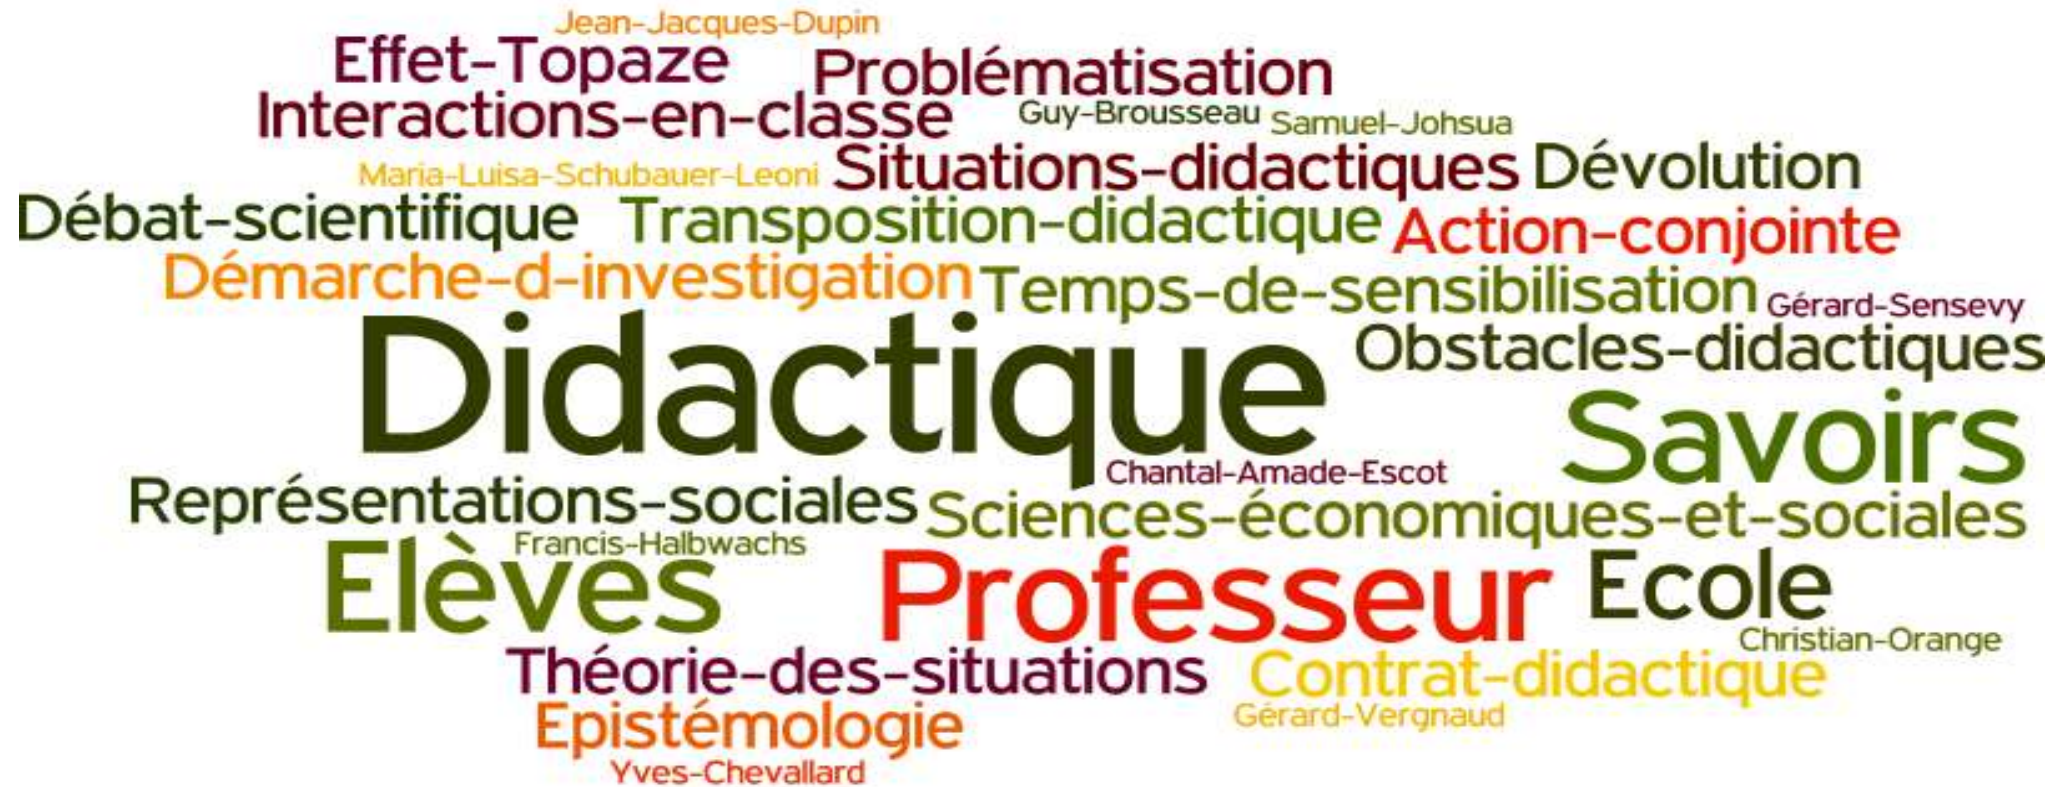 Jean-Jacques-Dupin
Effet-Topaze Problématisation
Interactions-en-classe Guy-Brousseau Samuel-Johsua
Maria-Luisa-Schubauer-Leoni Situations-didactiques Dévolution
Débat-scientifique Transposition-didactique Action-conjointe
Démarche-d-investigation Temps-de-sensibilisation Gérard-Sensevy
Didactique Obstacles-didactiques
Savoirs
Chantal-Amade-Escot
Représentations-sociales Sciences-économiques-et-sociales
Francis-Halbwachs
Elèves Professeur Ecole
Christian-Orange
Théorie-des-situations Contrat-didactique
Epistémologie Gérard-Vergnaud
Yves-Chevallard